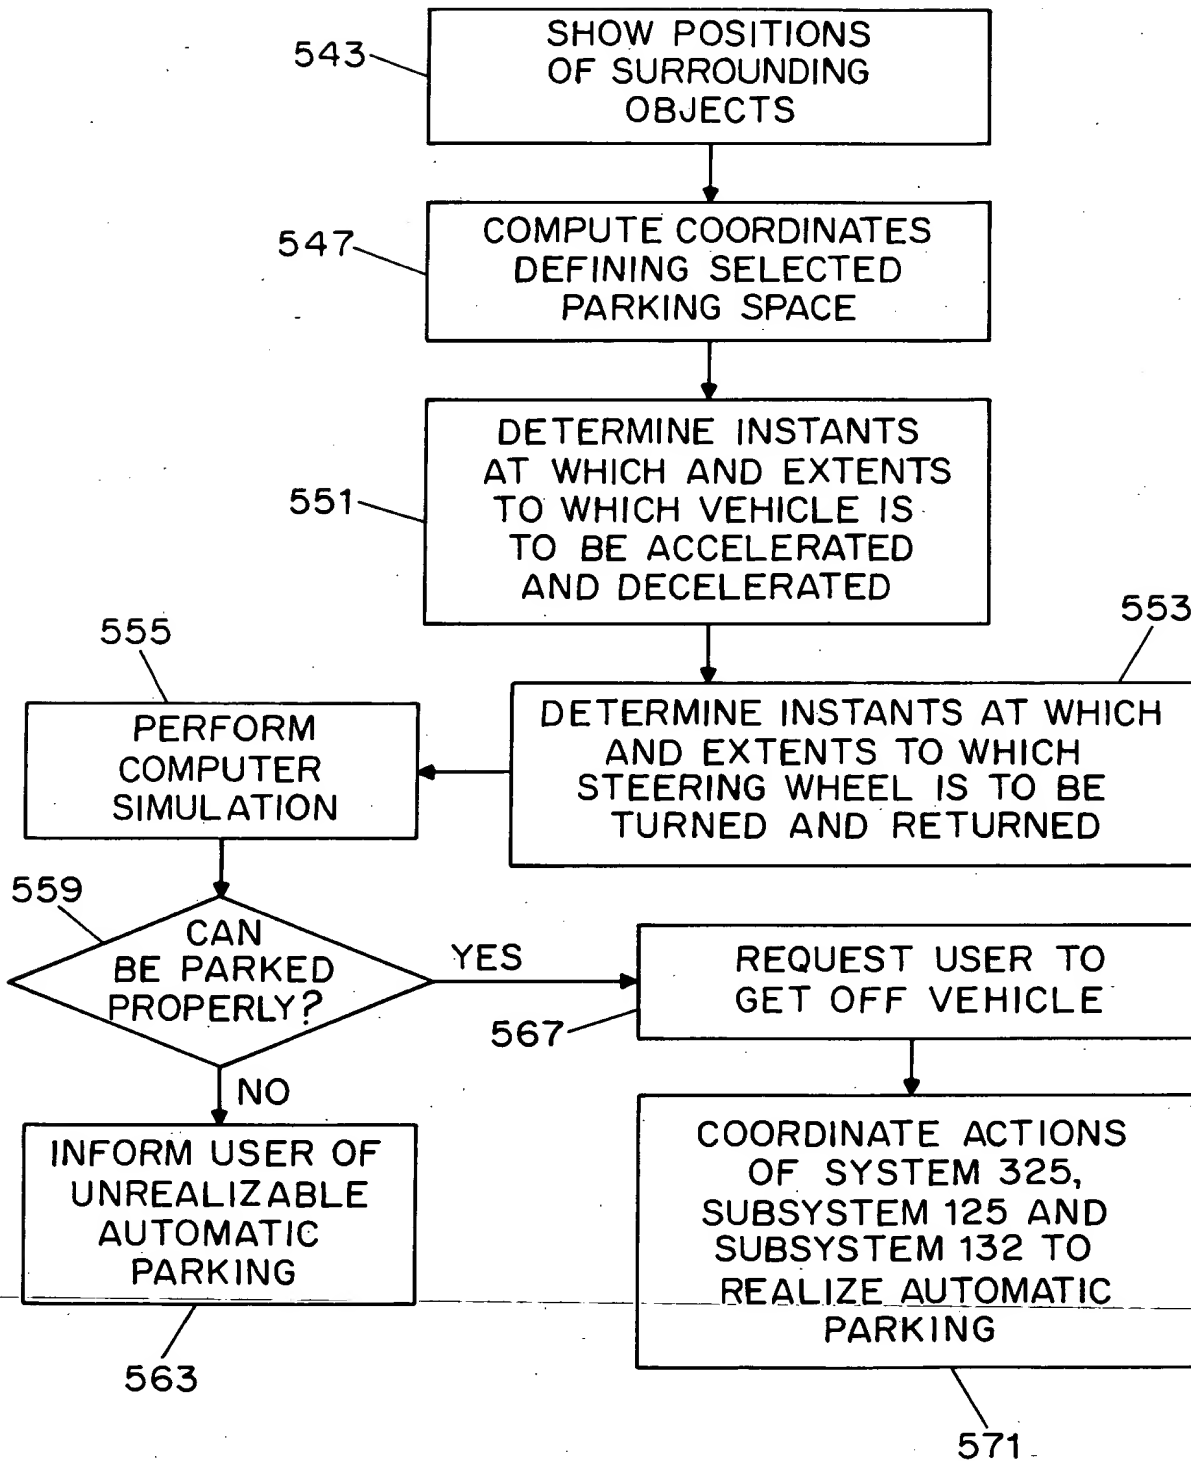 543
SHOW POSITIONS
OF SURROUNDING
OBJECTS
547
COMPUTE COORDINATES
DEFINING SELECTED
PARKING SPACE
551
DETERMINE INSTANTS
AT WHICH AND EXTENTS
TO WHICH VEHICLE IS
TO BE ACCELERATED
AND DECELERATED
553
DETERMINE INSTANTS AT WHICH
AND EXTENTS TO WHICH
STEERING WHEEL IS TO BE
TURNED AND RETURNED
555
PERFORM
COMPUTER
SIMULATION
559
CAN
BE PARKED
PROPERLY?
YES
NO
567
REQUEST USER TO
GET OFF VEHICLE
INFORM USER OF
UNREALIZABLE
AUTOMATIC
PARKING
563
COORDINATE ACTIONS
OF SYSTEM 325,
SUBSYSTEM 125 AND
SUBSYSTEM 132 TO
REALIZE AUTOMATIC
PARKING
571